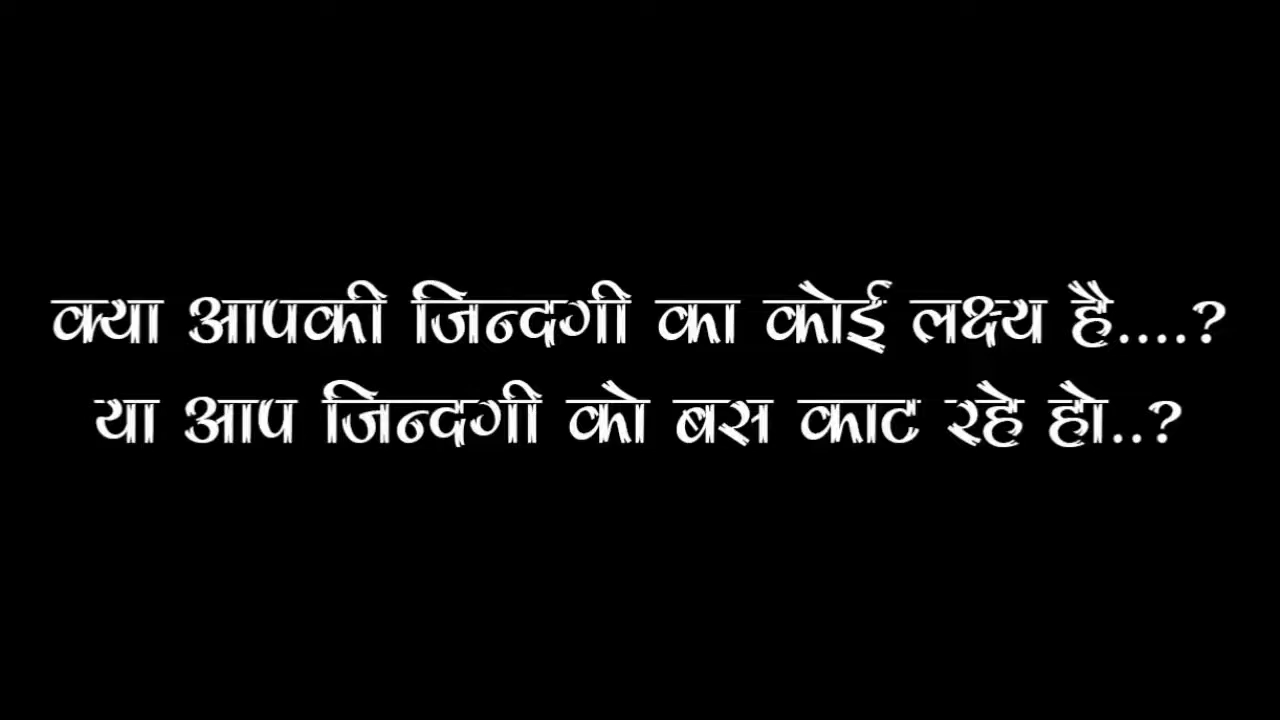 क्या आपकी जिन्दगी का कोई लक्ष्य है....?
या आप जिन्दगी को बस काट रहे हो..?